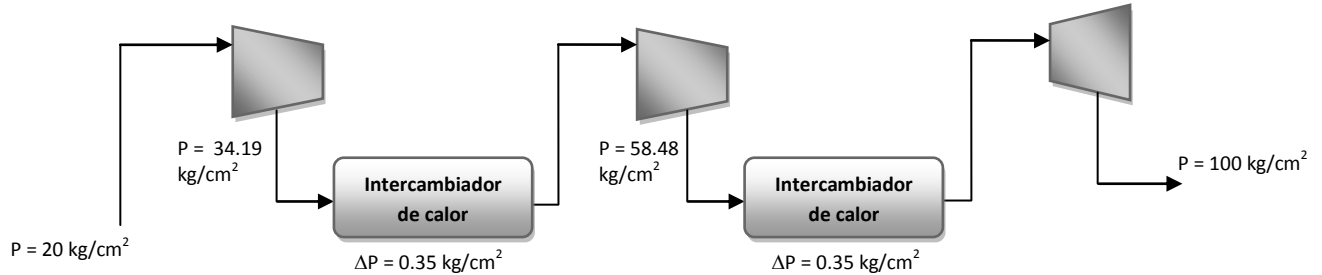 P = 34.19
kg/cm²
P = 58.48
kg/cm²
P = 100 kg/cm²
Intercambiador
de calor
Intercambiador
de calor
P = 20 kg/cm²
ΔP = 0.35 kg/cm²
ΔP = 0.35 kg/cm²